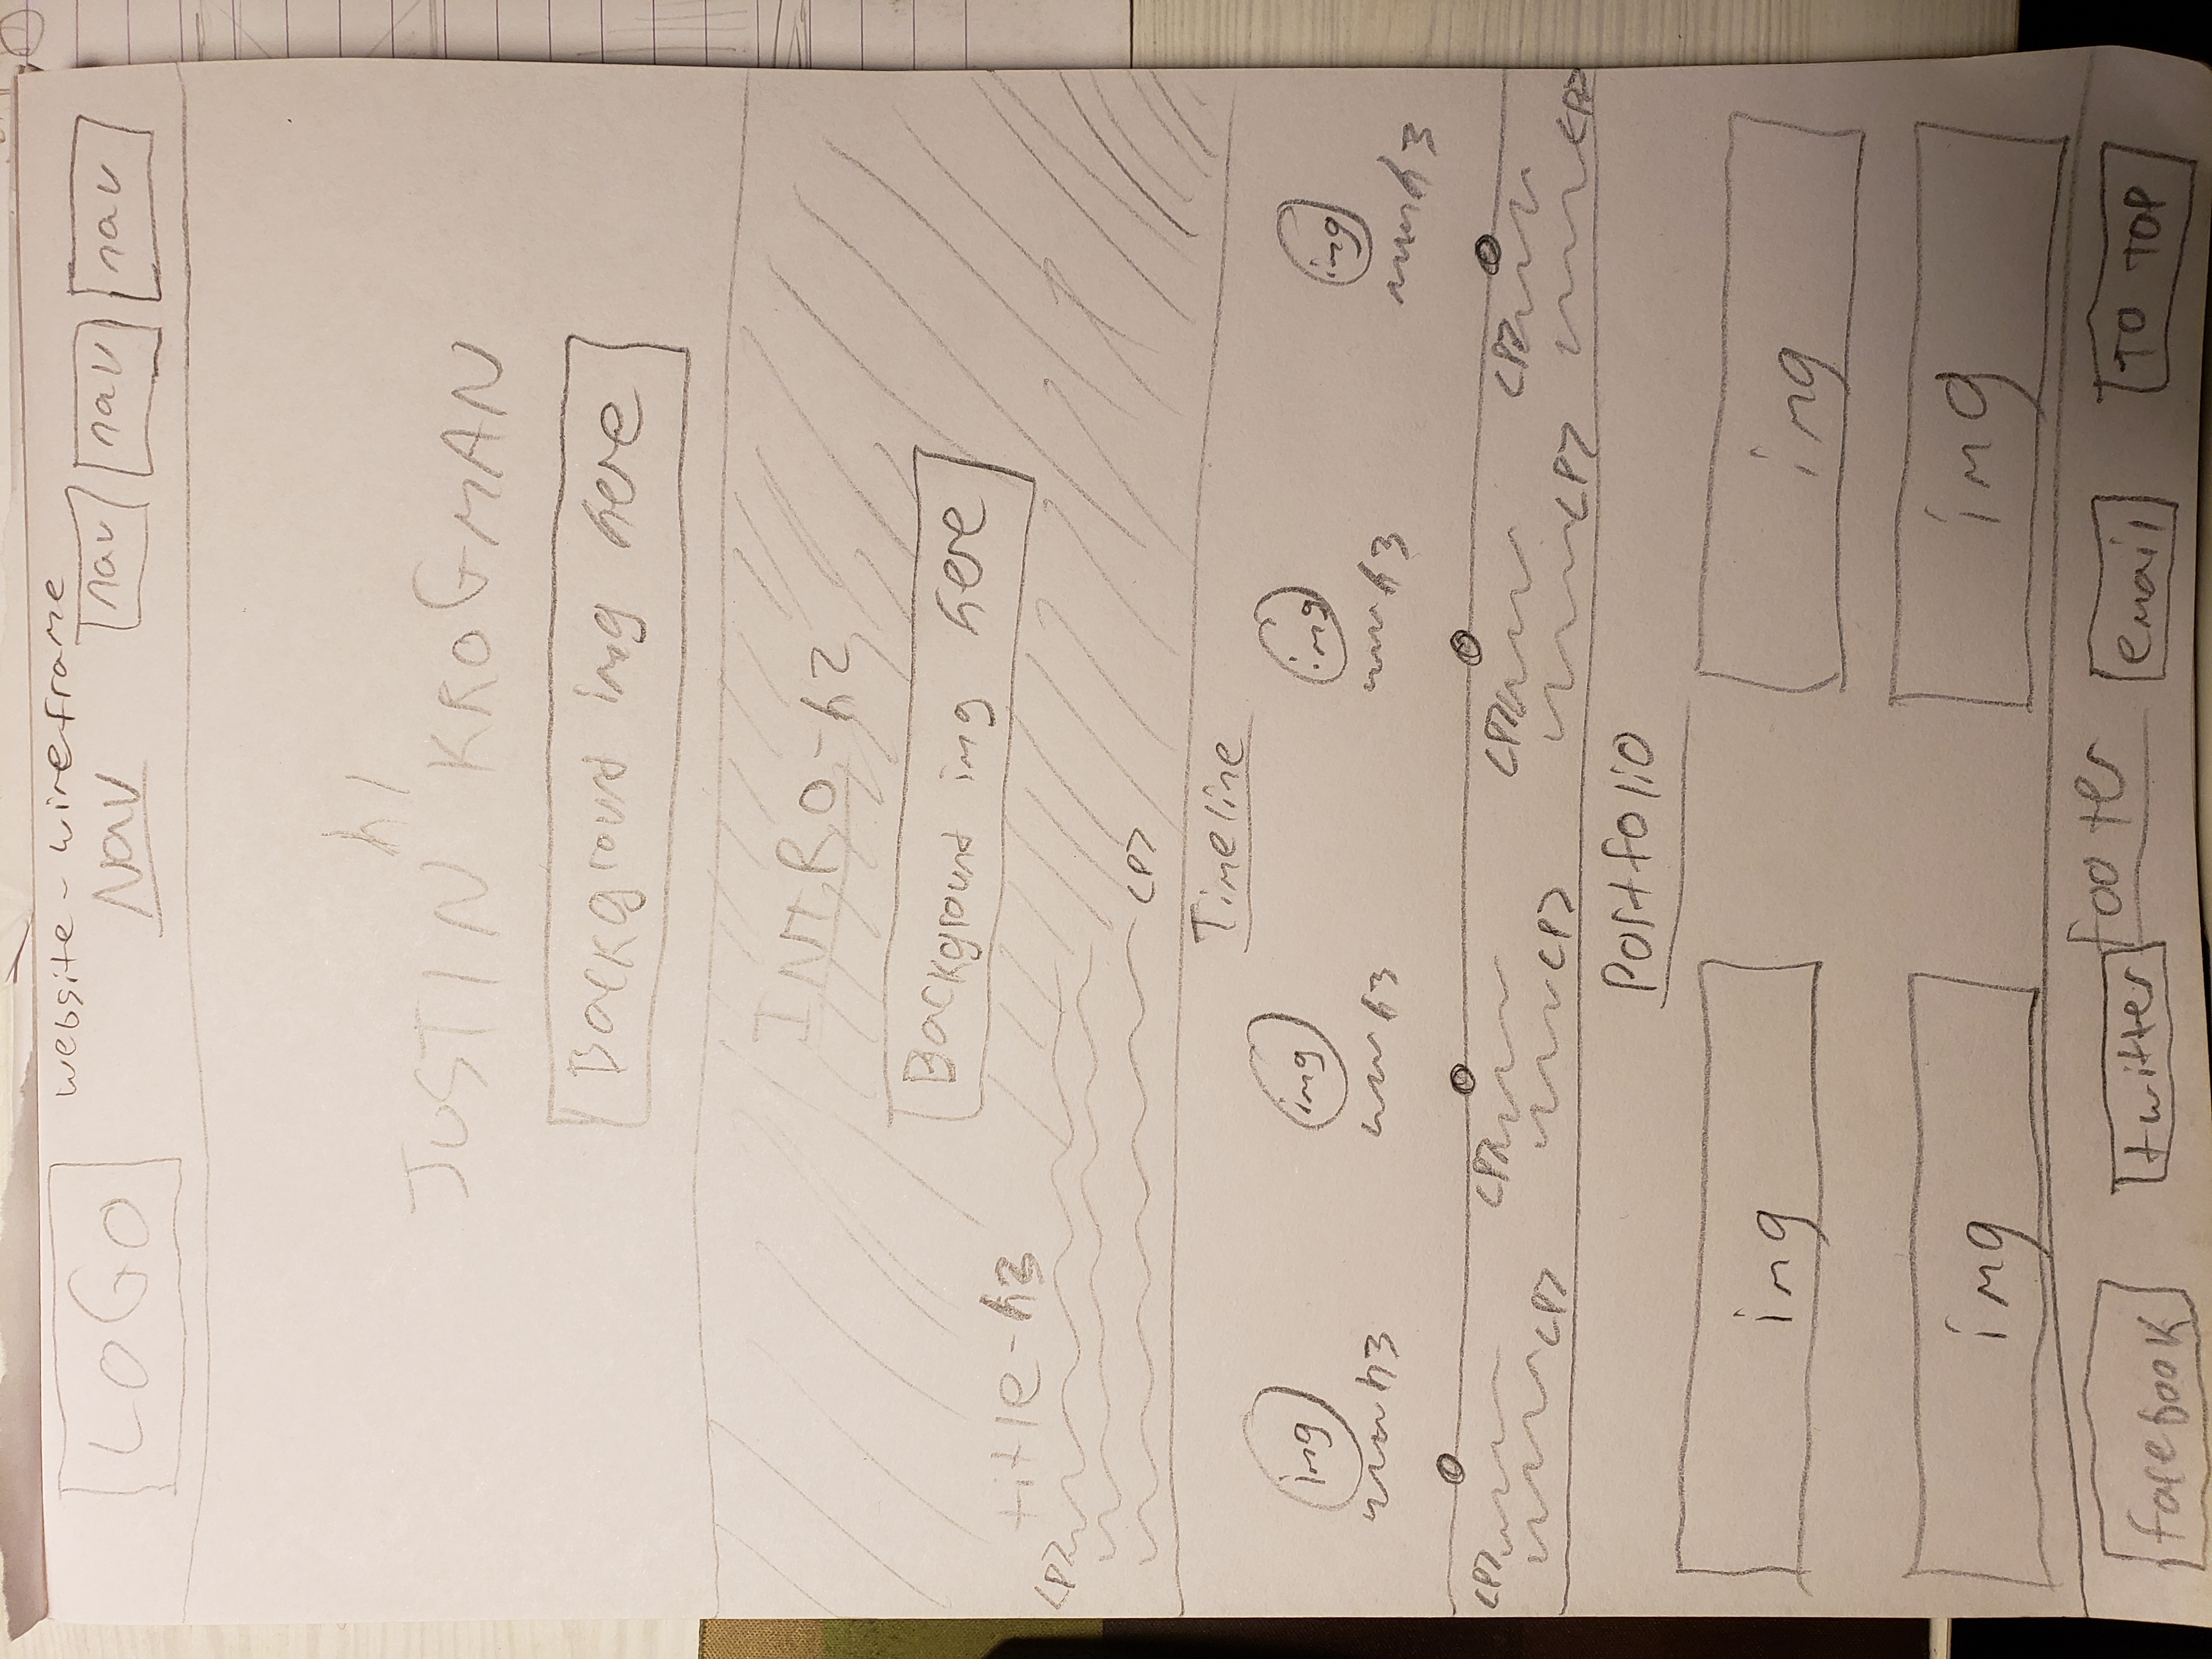 website - wireframe
LOGO
Nav
nav nav nav
h1
JUSTIN KROGMAN
Background img here
INTRO-h2
Background img here
title-h3
<P>
<P>
Timeline
img img img img
h3 h3 h3 h3
<P> <P> <P> <P>
<P> <P> <P> <P>
Portfolio
img img
img img
footer
facebook twitter email TO TOP